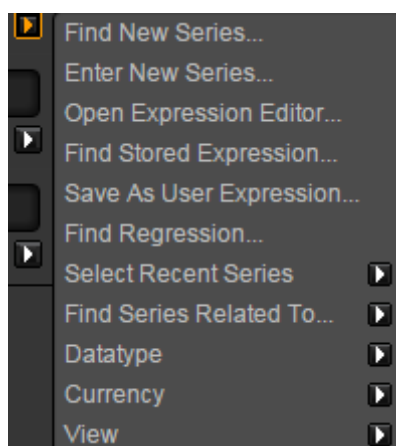 Find New Series...
Enter New Series...
Open Expression Editor...
Find Stored Expression...
Save As User Expression...
Find Regression...
Select Recent Series
Find Series Related To...
Datatype
Currency
View